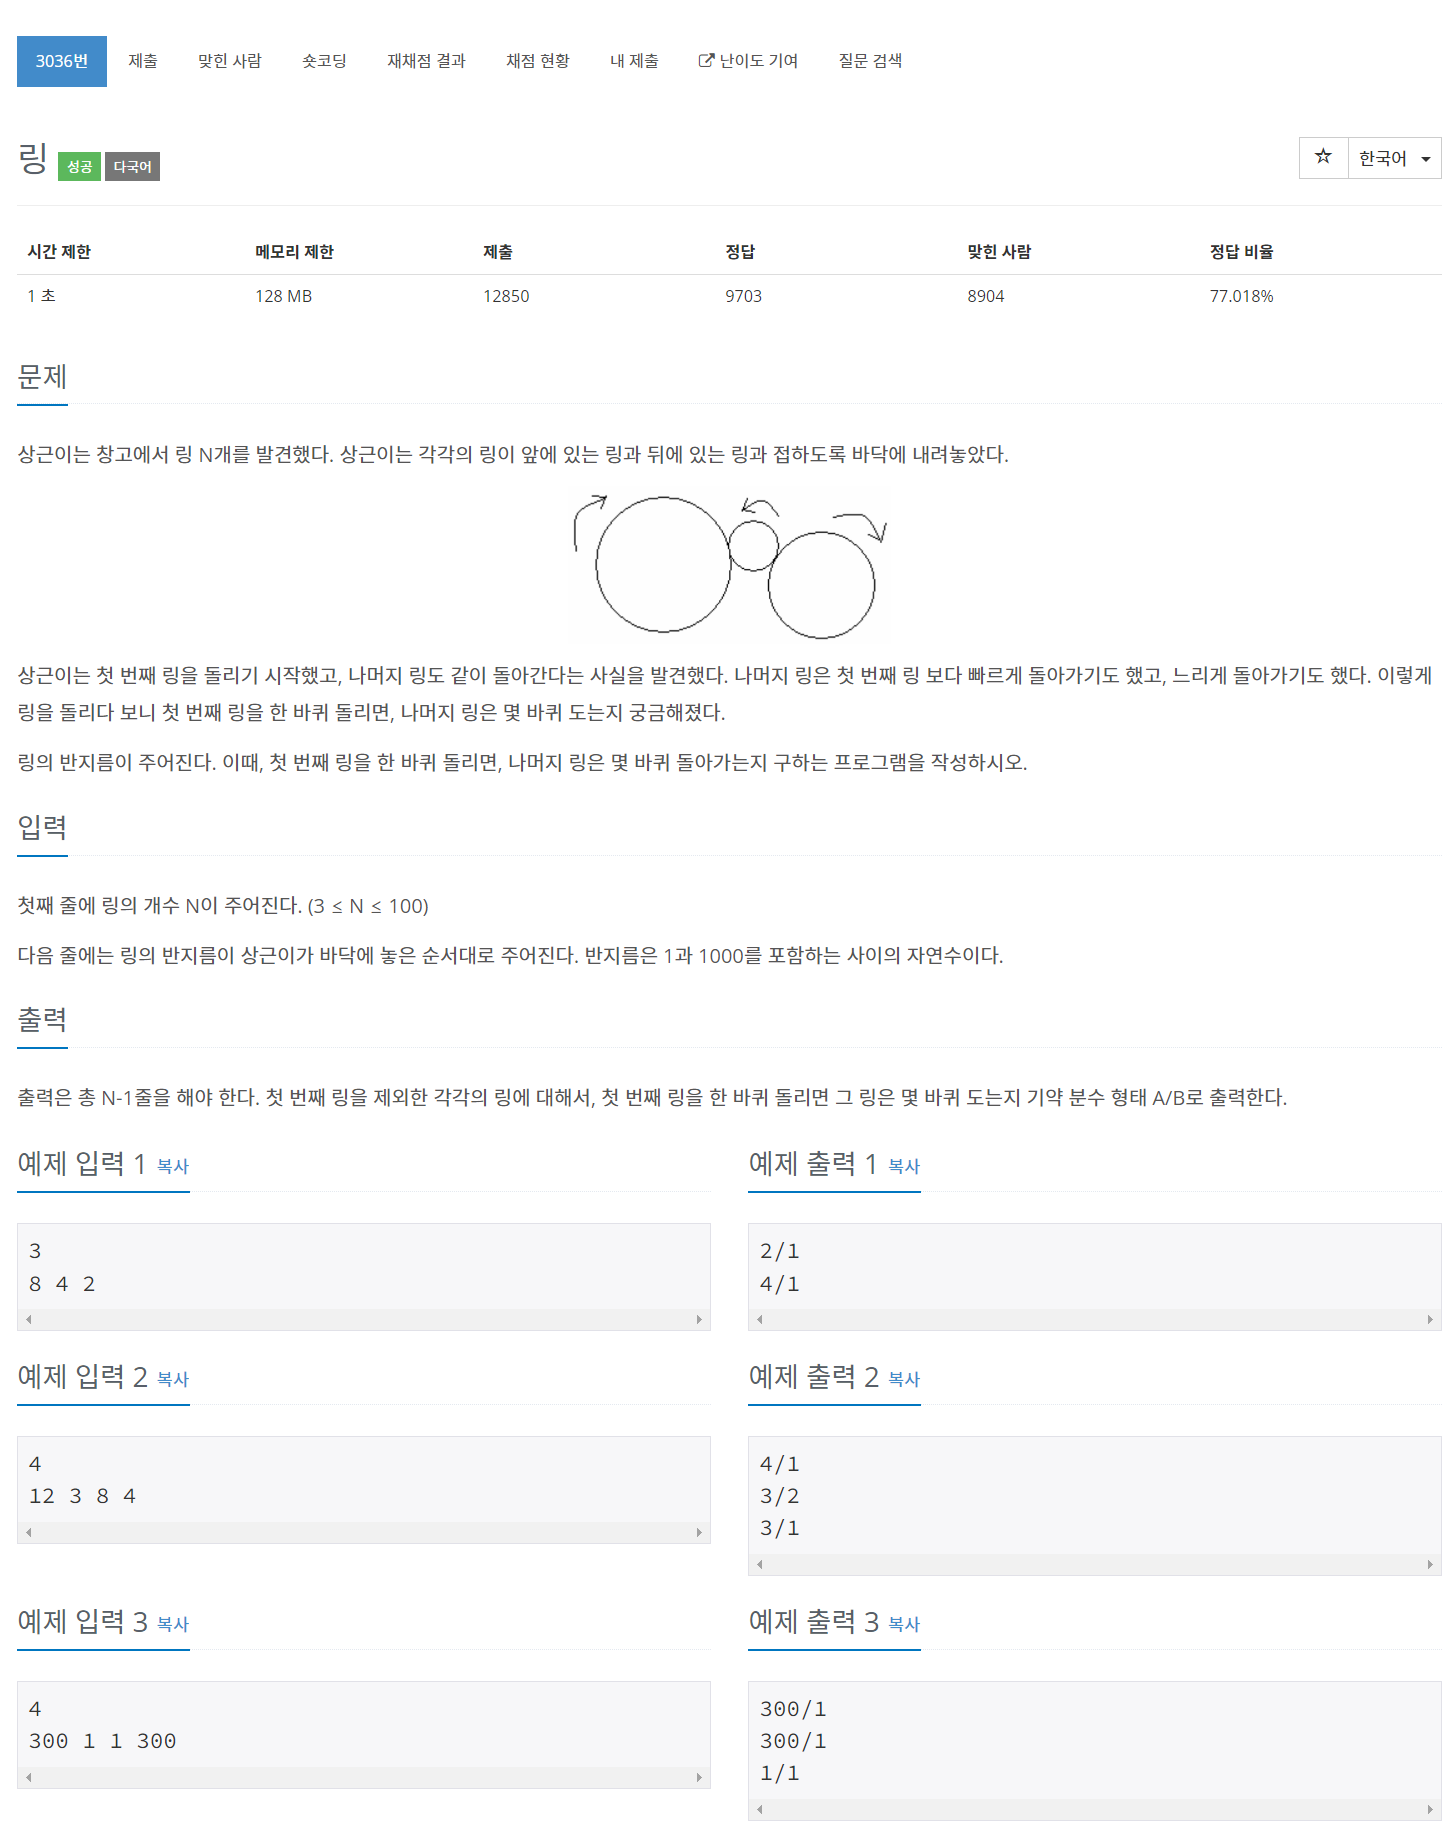 3036번 제출 맞힌 사람 숏코딩 재채점 결과 채점 현황 내 제출 난이도 기여 질문 검색
링 성공 다국어 한국어
시간 제한 메모리 제한 제출 정답 맞힌 사람 정답 비율
1 초 128 MB 12850 9703 8904 77.018%
문제
상근이는 창고에서 링 N개를 발견했다. 상근이는 각각의 링이 앞에 있는 링과 뒤에 있는 링과 접하도록 바닥에 내려놓았다.
상근이는 첫 번째 링을 돌리기 시작했고, 나머지 링도 같이 돌아간다는 사실을 발견했다. 나머지 링은 첫 번째 링 보다 빠르게 돌아가기도 했고, 느리게 돌아가기도 했다. 이렇게
링을 돌리다 보니 첫 번째 링을 한 바퀴 돌리면, 나머지 링은 몇 바퀴 도는지 궁금해졌다.
링의 반지름이 주어진다. 이때, 첫 번째 링을 한 바퀴 돌리면, 나머지 링은 몇 바퀴 돌아가는지 구하는 프로그램을 작성하시오.
입력
첫째 줄에 링의 개수 N이 주어진다. (3 ≤ N ≤ 100)
다음 줄에는 링의 반지름이 상근이가 바닥에 놓은 순서대로 주어진다. 반지름은 1과 1000를 포함하는 사이의 자연수이다.
출력
출력은 총 N-1줄을 해야 한다. 첫 번째 링을 제외한 각각의 링에 대해서, 첫 번째 링을 한 바퀴 돌리면 그 링은 몇 바퀴 도는지 기약 분수 형태 A/B로 출력한다.
예제 입력 1 복사
3
8 4 2
예제 출력 1 복사
2/1
4/1
예제 입력 2 복사
4
12 3 8 4
예제 출력 2 복사
4/1
3/2
3/1
예제 입력 3 복사
4
300 1 1 300
예제 출력 3 복사
300/1
300/1
1/1